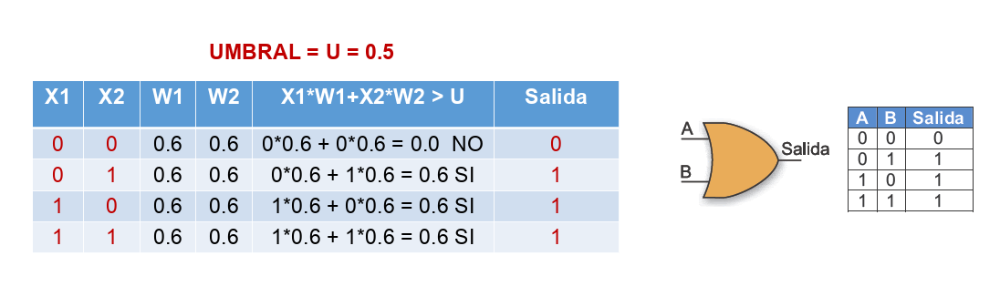 UMBRAL = U = 0.5
X1 X2 W1 W2 X1*W1+X2*W2 > U Salida
0 0 0.6 0.6 0*0.6 + 0*0.6 = 0.0 NO 0
0 1 0.6 0.6 0*0.6 + 1*0.6 = 0.6 SI 1
1 0 0.6 0.6 1*0.6 + 0*0.6 = 0.6 SI 1
1 1 0.6 0.6 1*0.6 + 1*0.6 = 0.6 SI 1
A
B
Salida
A B Salida
0 0 0
0 1 1
1 0 1
1 1 1